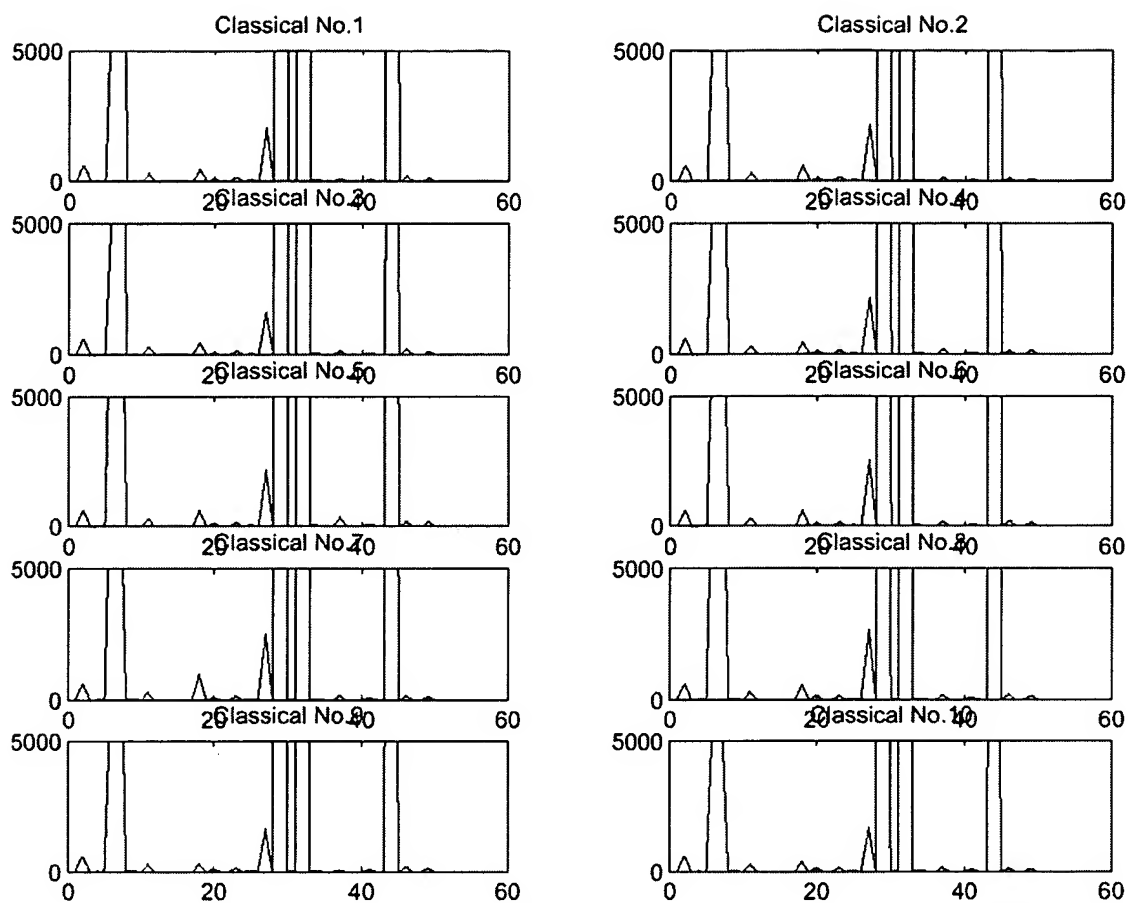 Classical No.1
Classical No.2
5000
0
0 20 40 60
5000
0
0 20 40 60
Classical No.3
Classical No.4
5000
0
0 20 40 60
5000
0
0 20 40 60
Classical No.5
Classical No.6
5000
0
0 20 40 60
5000
0
0 20 40 60
Classical No.7
Classical No.8
5000
0
0 20 40 60
5000
0
0 20 40 60
Classical No.9
Classical No.10
5000
0
0 20 40 60
5000
0
0 20 40 60